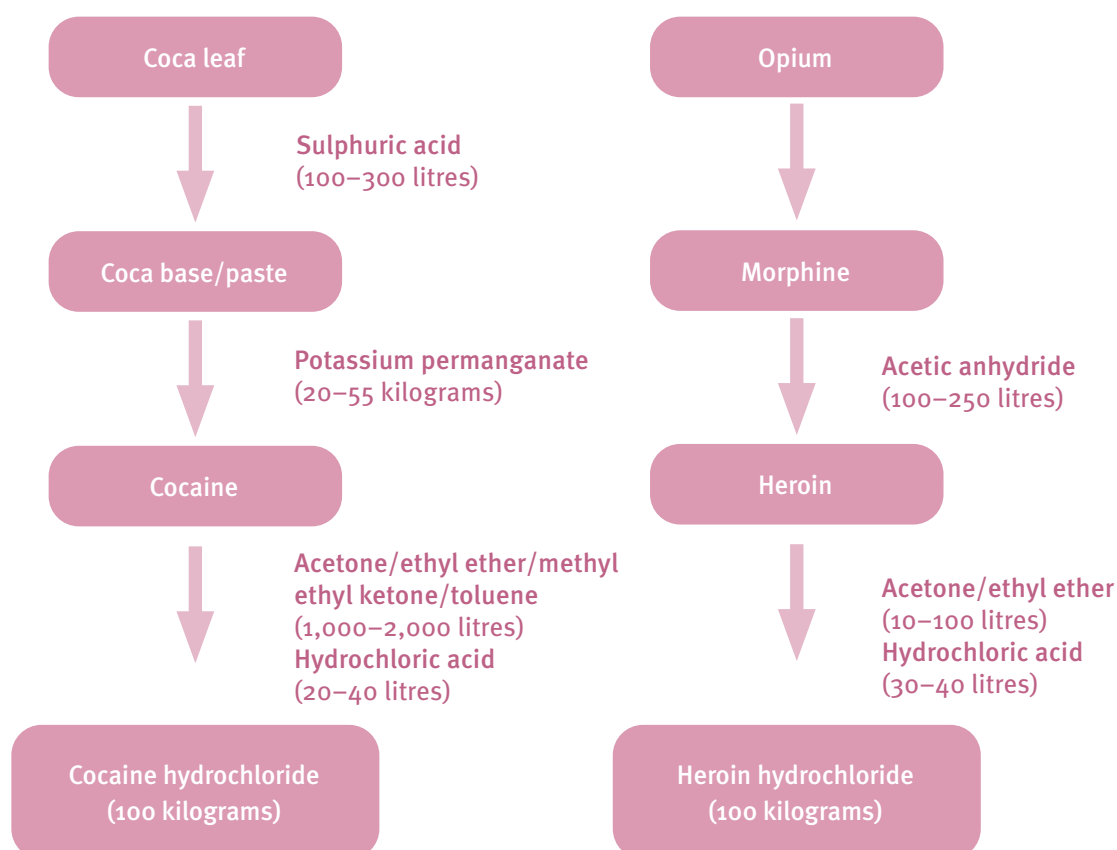 Coca leaf
Sulphuric acid
(100–300 litres)
Coca base/paste
Potassium permanganate
(20–55 kilograms)
Cocaine
Acetone/ethyl ether/methyl
ethyl ketone/toluene
(1,000–2,000 litres)
Hydrochloric acid
(20–40 litres)
Cocaine hydrochloride
(100 kilograms)
Opium
Morphine
Acetic anhydride
(100–250 litres)
Heroin
Acetone/ethyl ether
(10–100 litres)
Hydrochloric acid
(30–40 litres)
Heroin hydrochloride
(100 kilograms)